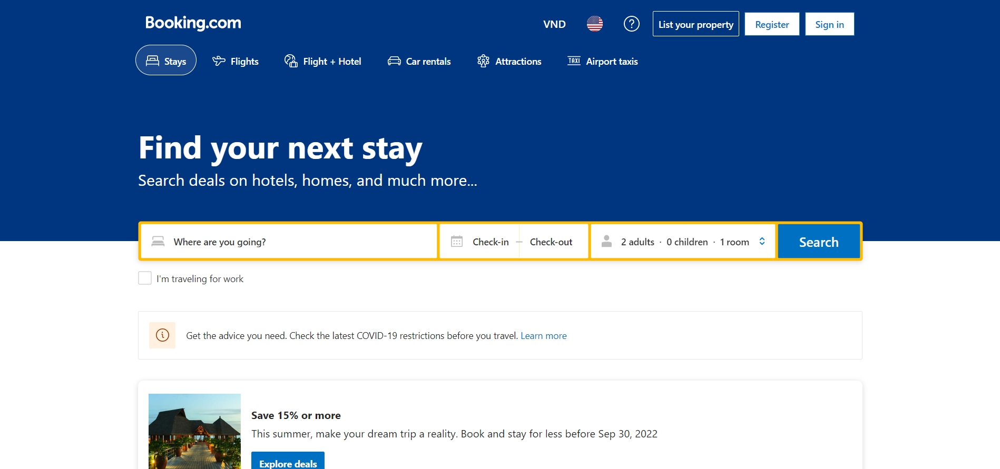 Booking.com
VND
List your property
Register
Sign in
Stays
Flights
Flight + Hotel
Car rentals
Attractions
TAXI Airport taxis
Find your next stay
Search deals on hotels, homes, and much more...
Where are you going?
Check-in — Check-out
2 adults · 0 children · 1 room
Search
I'm traveling for work
Get the advice you need. Check the latest COVID-19 restrictions before you travel. Learn more
Save 15% or more
This summer, make your dream trip a reality. Book and stay for less before Sep 30, 2022
Explore deals